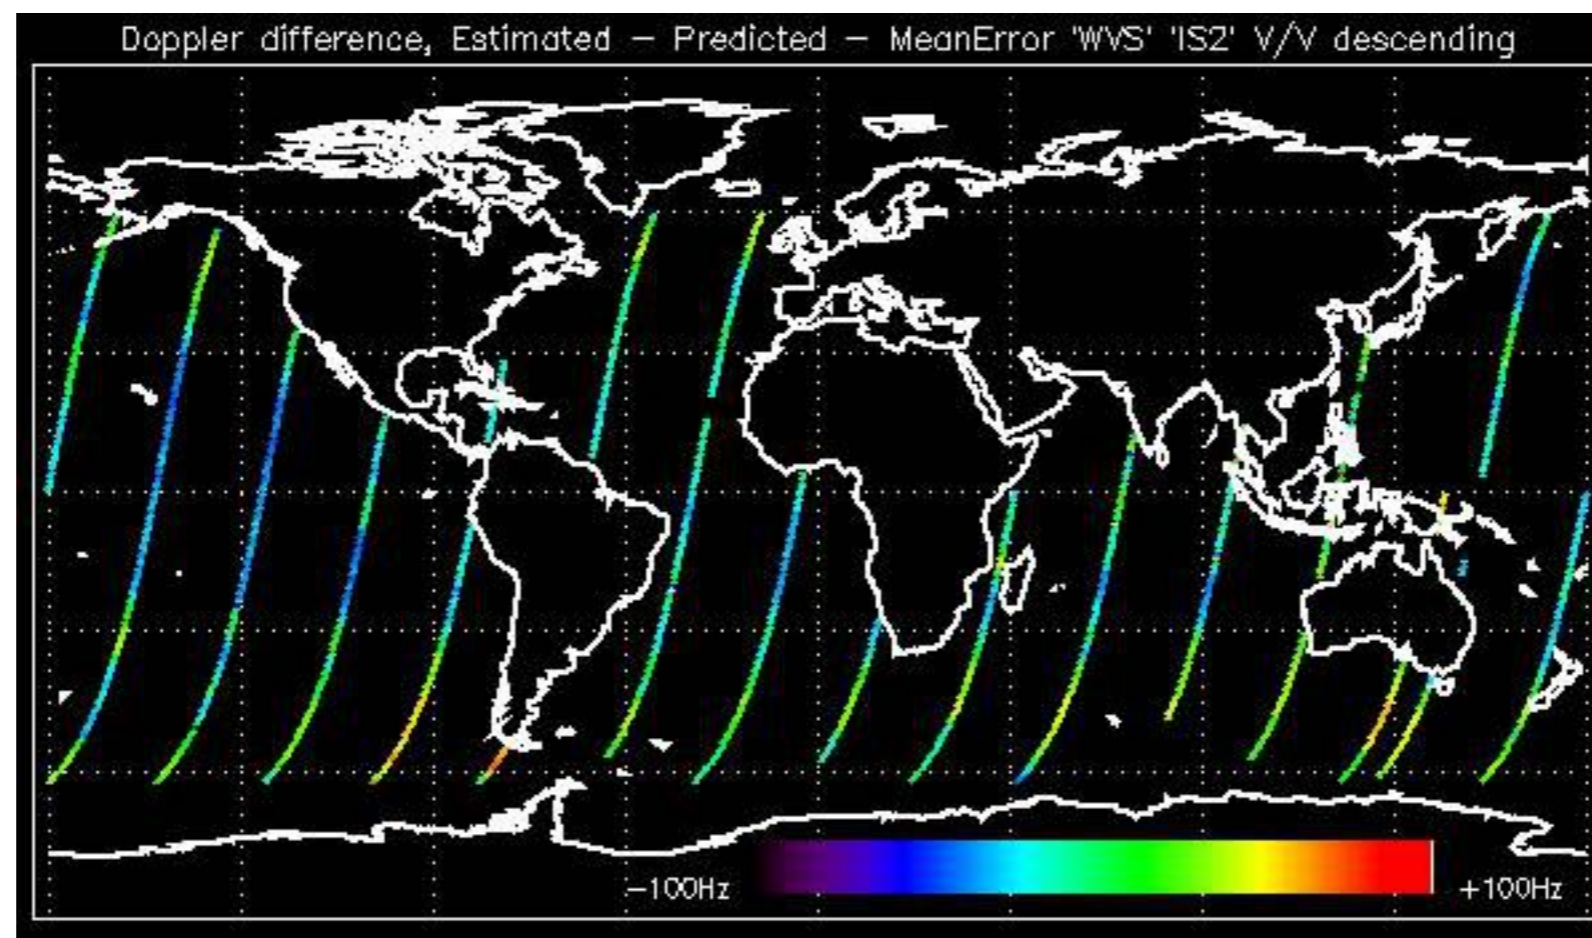 Doppler difference, Estimated – Predicted – MeanError 'WVS' 'IS2' V/V descending
–100Hz
+100Hz